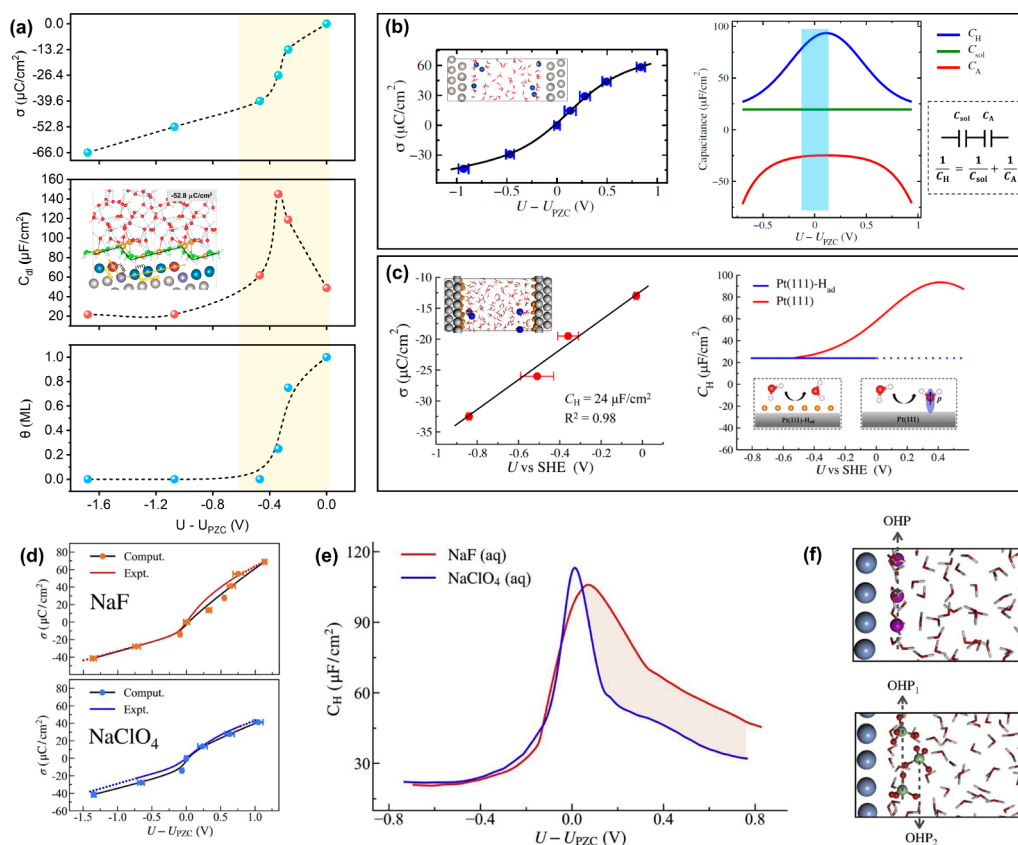 (a)
σ (μC/cm²)
0.0
-13.2
-26.4
-39.6
-52.8
-66.0
C_dl (μF/cm²)
160
140
120
100
80
60
40
20
0
-52.8 μC/cm²
θ (ML)
1.0
0.8
0.6
0.4
0.2
0.0
-1.6 -1.2 -0.8 -0.4 0.0
U - U_PZC (V)
(b)
σ (μC/cm²)
60
30
0
-30
-1 -0.5 0 0.5 1
U − U_PZC (V)
Capacitance (μF/cm²)
100
50
0
-50
-0.5 0 0.5
U − U_PZC (V)
C_H
C_sol
C_A
C_sol C_A
1/C_H = 1/C_sol + 1/C_A
(c)
σ (μC/cm²)
-10
-15
-20
-25
-30
-35
C_H = 24 μF/cm²
R² = 0.98
-1 -0.8 -0.6 -0.4 -0.2 0
U vs SHE (V)
C_H (μF/cm²)
Pt(111)-H_ad
Pt(111)
100
90
80
70
60
50
40
30
20
10
0
Pt(111)-H_ad
p
Pt(111)
-0.8 -0.6 -0.4 -0.2 0 0.2 0.4
U vs SHE (V)
(d)
σ (μC/cm²)
80
60
40
20
0
-20
-40
Comput.
Expt.
NaF
σ (μC/cm²)
80
60
40
20
0
-20
-40
Comput.
Expt.
NaClO₄
-1.5 -1.0 -0.5 0.0 0.5 1.0
U − U_PZC (V)
(e)
C_H (μF/cm²)
120
90
60
30
NaF (aq)
NaClO₄ (aq)
−0.8 −0.4 0.0 0.4 0.8
U − U_PZC (V)
(f)
OHP
OHP₁
OHP₂